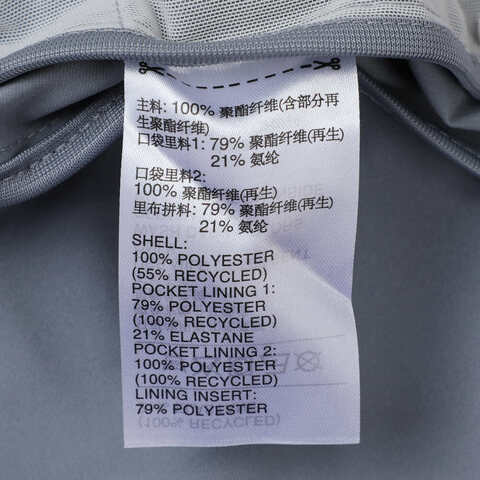 主料: 100% 聚酯纤维(含部分再
生聚酯纤维)
口袋里料1: 79% 聚酯纤维(再生)
21% 氨纶
口袋里料2:
100% 聚酯纤维(再生)
里布拼料: 79% 聚酯纤维(再生)
21% 氨纶
SHELL:
100% POLYESTER
(55% RECYCLED)
POCKET LINING 1:
79% POLYESTER
(100% RECYCLED)
21% ELASTANE
POCKET LINING 2:
100% POLYESTER
(100% RECYCLED)
LINING INSERT:
79% POLYESTER
(100% RECYCLED)